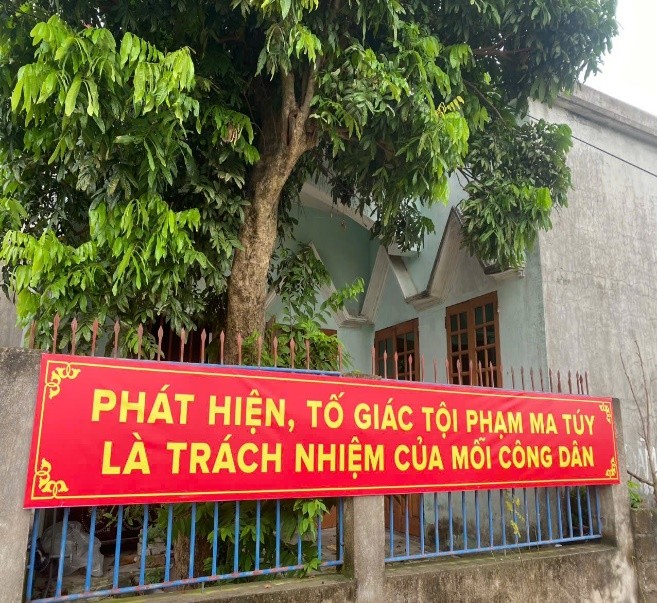 PHÁT HIỆN, TỐ GIÁC TỘI PHẠM MA TÚY
LÀ TRÁCH NHIỆM CỦA MỖI CÔNG DÂN